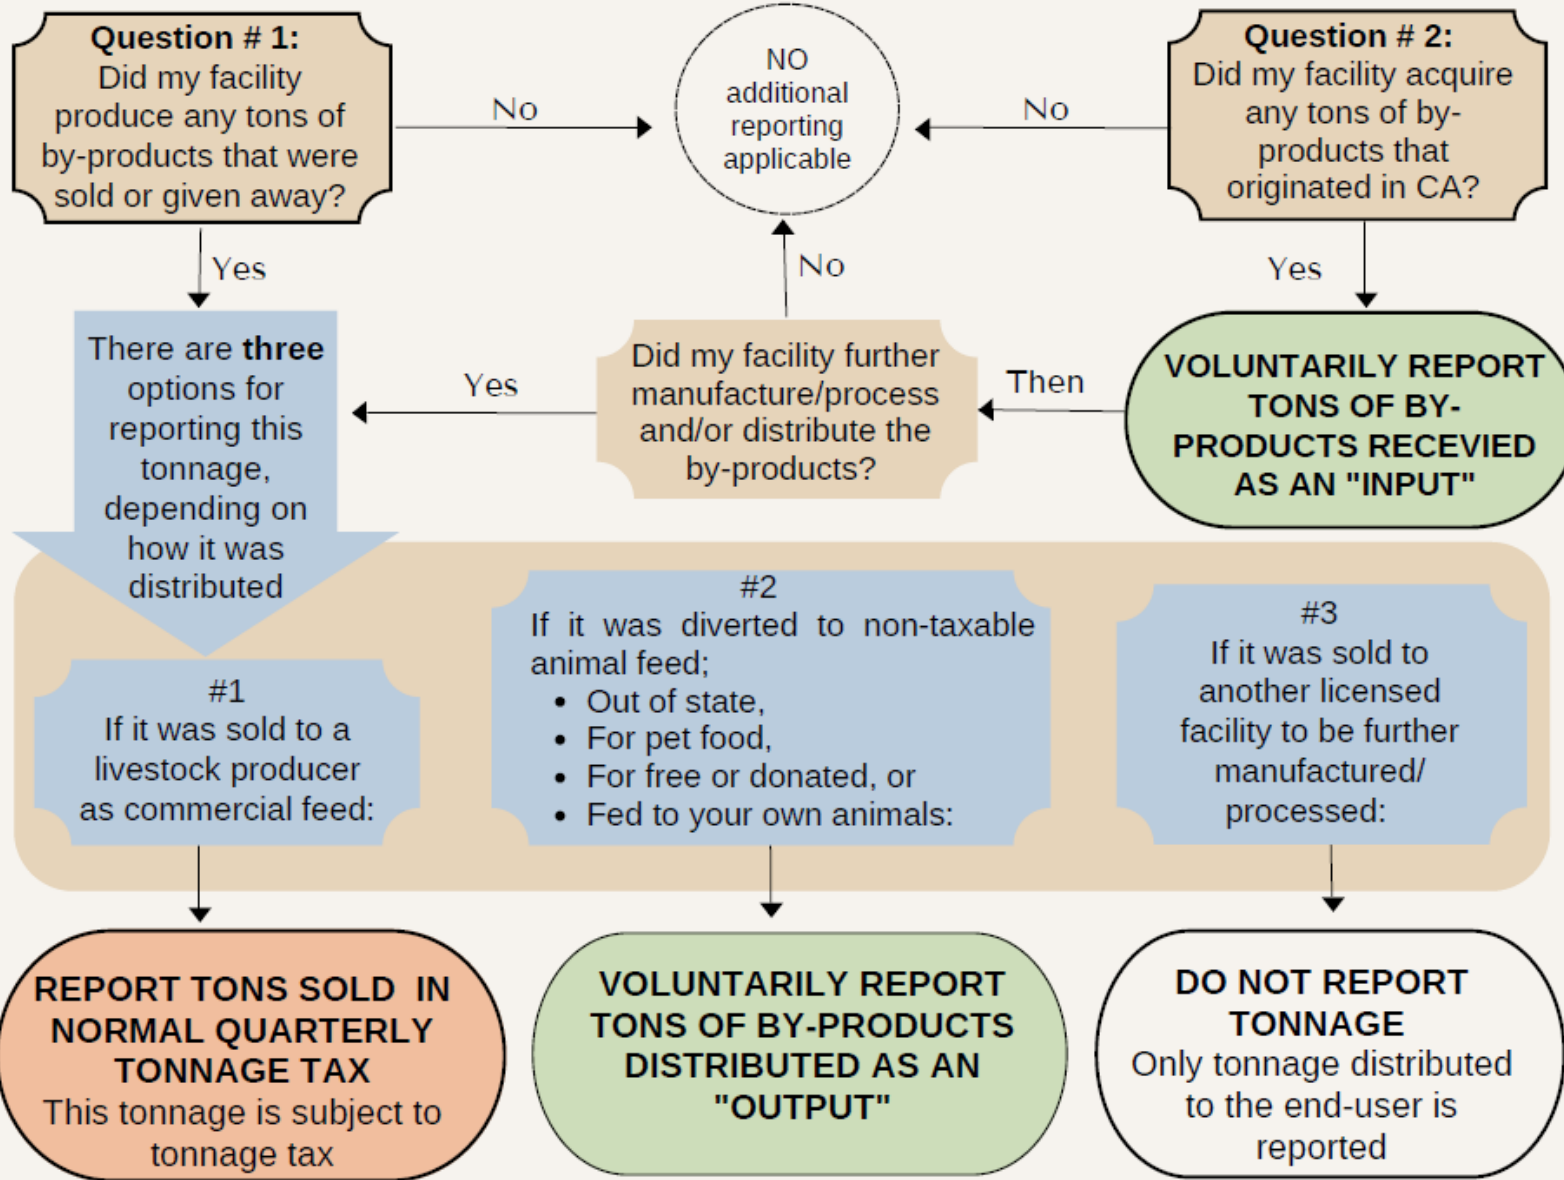 Question # 1:
Did my facility
produce any tons of
by-products that were
sold or given away?
No
NO
additional
reporting
applicable
No
Question # 2:
Did my facility acquire
any tons of by-
products that
originated in CA?
Yes
No
Yes
There are three
options for
reporting this
tonnage,
depending on
how it was
distributed
Yes
Did my facility further
manufacture/process
and/or distribute the
by-products?
Then
VOLUNTARILY REPORT
TONS OF BY-
PRODUCTS RECEVIED
AS AN "INPUT"
#1
If it was sold to a
livestock producer
as commercial feed:
#2
If it was diverted to non-taxable
animal feed;
• Out of state,
• For pet food,
• For free or donated, or
• Fed to your own animals:
#3
If it was sold to
another licensed
facility to be further
manufactured/
processed:
REPORT TONS SOLD IN
NORMAL QUARTERLY
TONNAGE TAX
This tonnage is subject to
tonnage tax
VOLUNTARILY REPORT
TONS OF BY-PRODUCTS
DISTRIBUTED AS AN
"OUTPUT"
DO NOT REPORT
TONNAGE
Only tonnage distributed
to the end-user is
reported